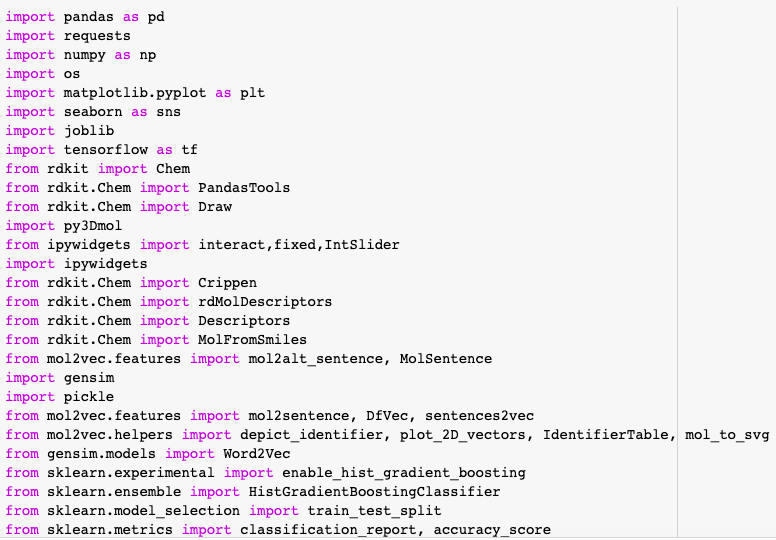 import pandas as pd
import requests
import numpy as np
import os
import matplotlib.pyplot as plt
import seaborn as sns
import joblib
import tensorflow as tf
from rdkit import Chem
from rdkit.Chem import PandasTools
from rdkit.Chem import Draw
import py3Dmol
from ipywidgets import interact,fixed,IntSlider
import ipywidgets
from rdkit.Chem import Crippen
from rdkit.Chem import rdMolDescriptors
from rdkit.Chem import Descriptors
from rdkit.Chem import MolFromSmiles
from mol2vec.features import mol2alt_sentence, MolSentence
import gensim
import pickle
from mol2vec.features import mol2sentence, DfVec, sentences2vec
from mol2vec.helpers import depict_identifier, plot_2D_vectors, IdentifierTable, mol_to_svg
from gensim.models import Word2Vec
from sklearn.experimental import enable_hist_gradient_boosting
from sklearn.ensemble import HistGradientBoostingClassifier
from sklearn.model_selection import train_test_split
from sklearn.metrics import classification_report, accuracy_score